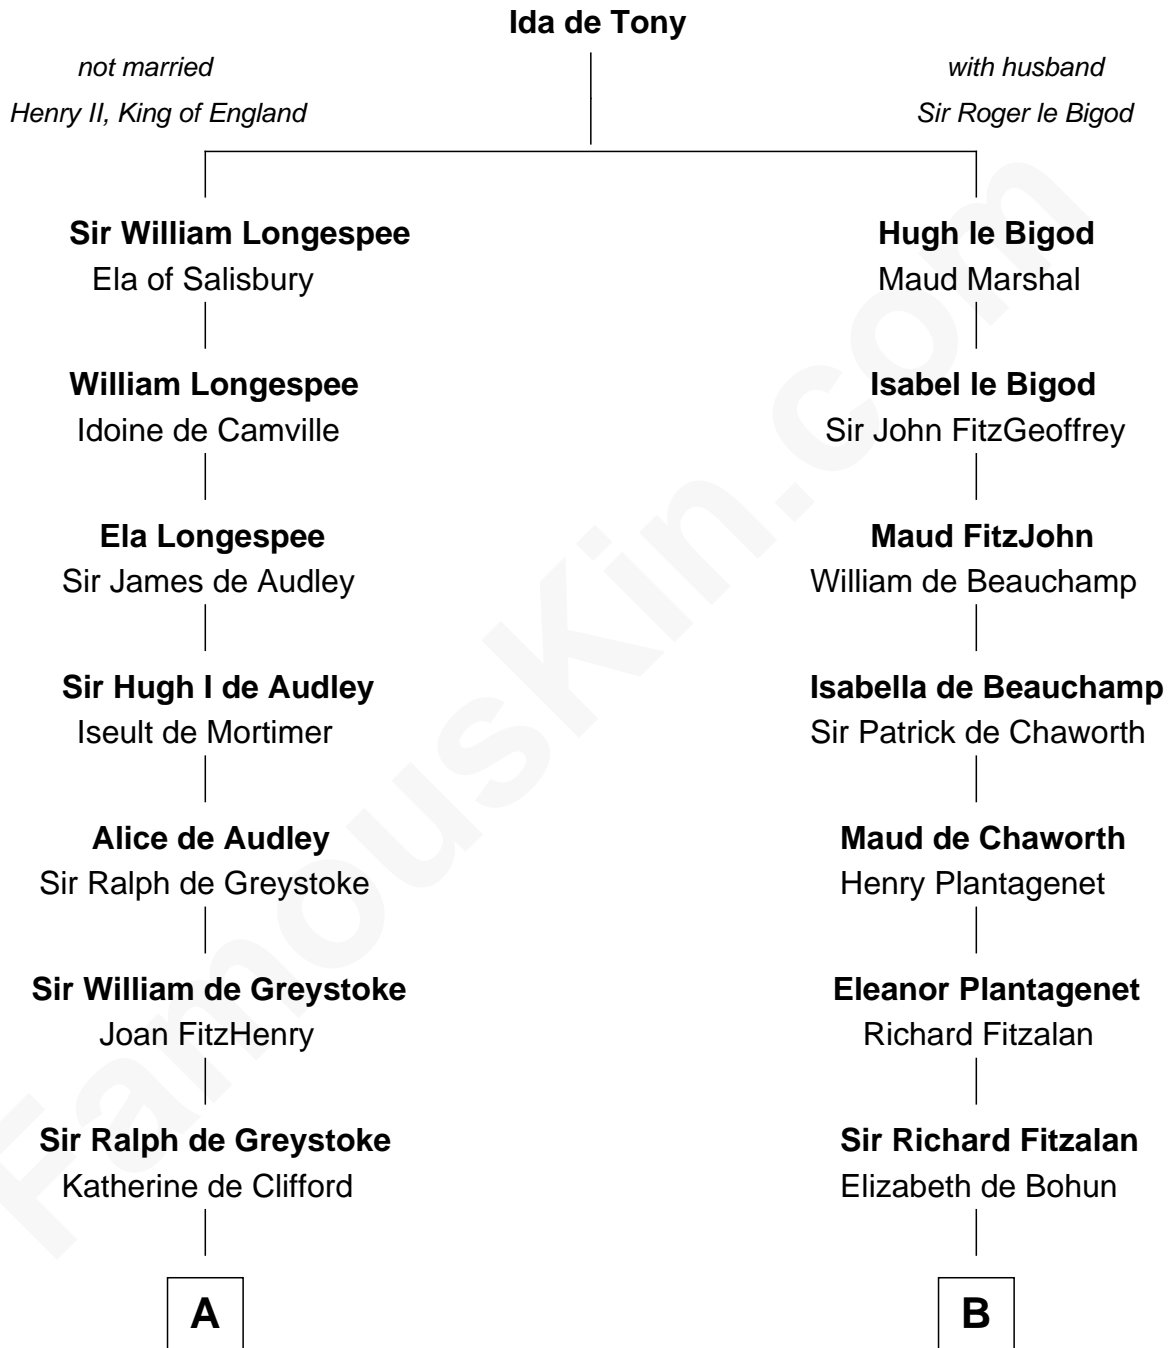 Ida de Tony
not married
with husband
Henry II, King of England
Sir Roger le Bigod
Sir William Longespee
Ela of Salisbury
Hugh le Bigod
Maud Marshal
William Longespee
Idoine de Camville
Isabel le Bigod
Sir John FitzGeoffrey
Ela Longespee
Sir James de Audley
Maud FitzJohn
William de Beauchamp
Sir Hugh I de Audley
Iseult de Mortimer
Isabella de Beauchamp
Sir Patrick de Chaworth
Alice de Audley
Sir Ralph de Greystoke
Maud de Chaworth
Henry Plantagenet
Sir William de Greystoke
Joan FitzHenry
Eleanor Plantagenet
Richard Fitzalan
Sir Ralph de Greystoke
Katherine de Clifford
Sir Richard Fitzalan
Elizabeth de Bohun
A
B
FamousKin.com